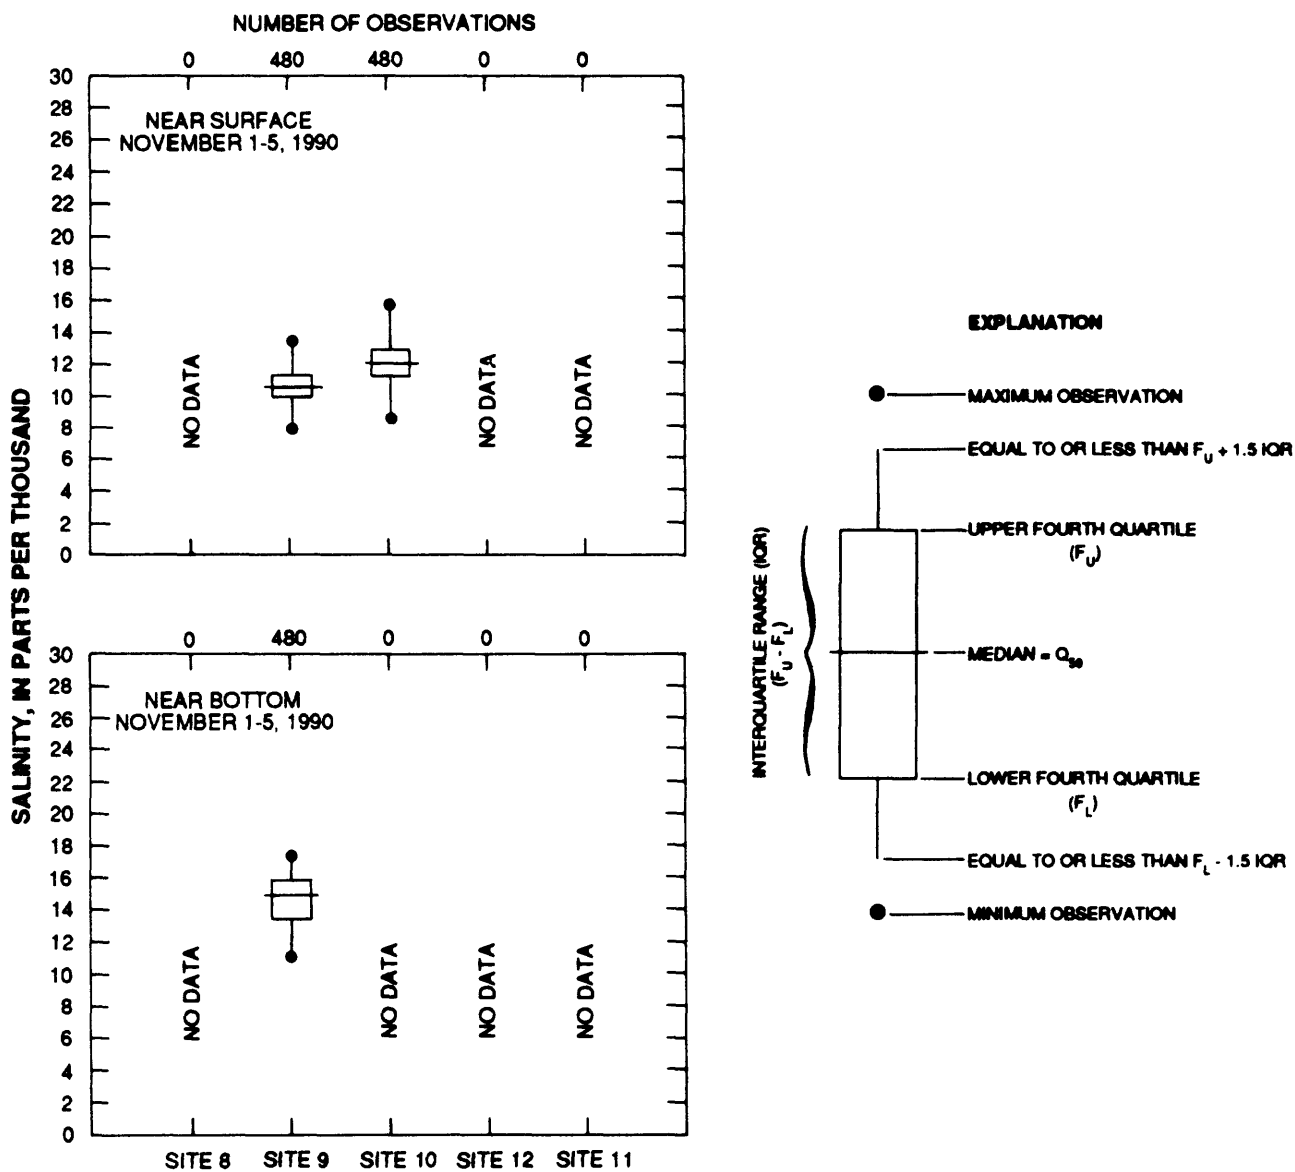 NUMBER OF OBSERVATIONS
0 480 480 0 0
30
28
26
24
22
20
18
16
14
12
10
8
6
4
2
0
NEAR SURFACE
NOVEMBER 1-5, 1990
NO DATA
NO DATA
NO DATA
SALINITY, IN PARTS PER THOUSAND
0 480 0 0 0
30
28
26
24
22
20
18
16
14
12
10
8
6
4
2
0
NEAR BOTTOM
NOVEMBER 1-5, 1990
NO DATA
NO DATA
NO DATA
NO DATA
SITE 8 SITE 9 SITE 10 SITE 12 SITE 11
EXPLANATION
MAXIMUM OBSERVATION
EQUAL TO OR LESS THAN F_U + 1.5 IQR
UPPER FOURTH QUARTILE
(F_U)
INTERQUARTILE RANGE (IQR)
(F_U - F_L)
MEDIAN = Q_50
LOWER FOURTH QUARTILE
(F_L)
EQUAL TO OR LESS THAN F_L - 1.5 IQR
MINIMUM OBSERVATION